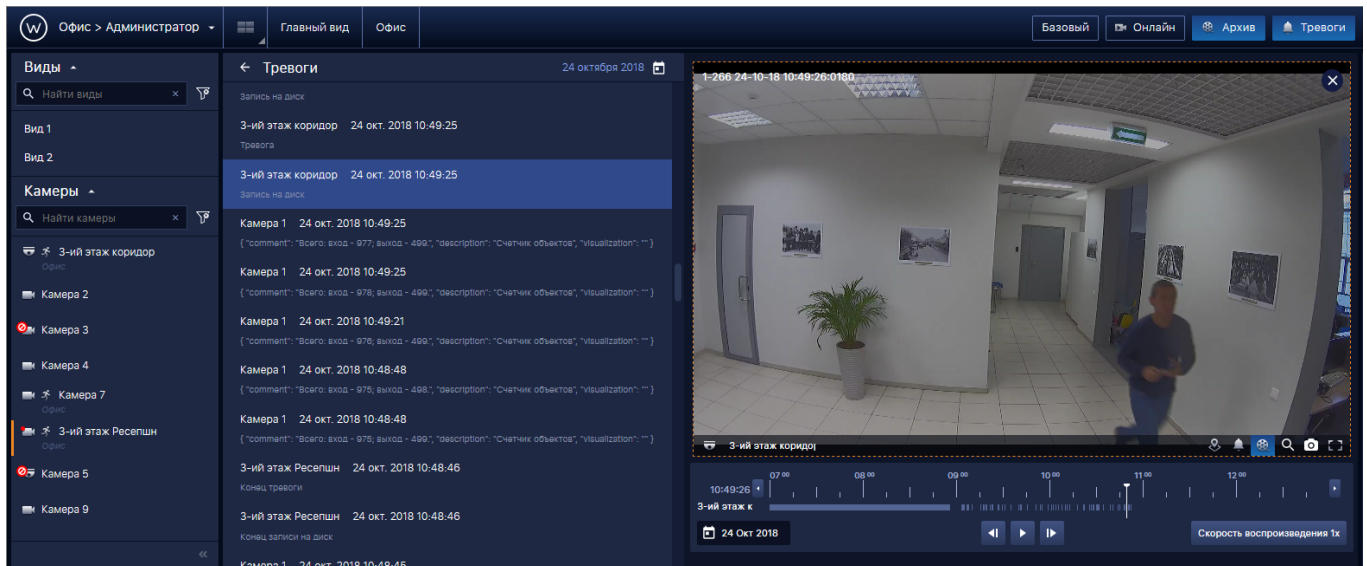 W Офис > Администратор Главный вид Офис Базовый Онлайн Архив Тревоги
Виды
Найти виды
Вид 1
Вид 2
Камеры
Найти камеры
3-ий этаж коридор
Офис
Камера 2
Камера 3
Камера 4
Камера 7
Офис
3-ий этаж Ресепшн
Офис
Камера 5
Камера 9
Тревоги 24 октября 2018
Запись на диск
3-ий этаж коридор 24 окт. 2018 10:49:25
Тревога
3-ий этаж коридор 24 окт. 2018 10:49:25
Запись на диск
Камера 1 24 окт. 2018 10:49:25
{ "comment": "Всего: вход - 977; выход - 499.", "description": "Счетчик объектов", "visualization": "" }
Камера 1 24 окт. 2018 10:49:25
{ "comment": "Всего: вход - 978; выход - 499.", "description": "Счетчик объектов", "visualization": "" }
Камера 1 24 окт. 2018 10:49:21
{ "comment": "Всего: вход - 976; выход - 499.", "description": "Счетчик объектов", "visualization": "" }
Камера 1 24 окт. 2018 10:48:48
{ "comment": "Всего: вход - 975; выход - 498.", "description": "Счетчик объектов", "visualization": "" }
Камера 1 24 окт. 2018 10:48:48
{ "comment": "Всего: вход - 975; выход - 499.", "description": "Счетчик объектов", "visualization": "" }
3-ий этаж Ресепшн 24 окт. 2018 10:48:46
Конец тревоги
3-ий этаж Ресепшн 24 окт. 2018 10:48:46
Конец записи на диск
Камера 1 24 окт. 2018 10:48:45
1-266 24-10-18 10:49:26:0180
3-ий этаж коридо
07 00 08 00 09 00 10 00 11 00 12 00
10:49:26
3-ий этаж к
24 Окт 2018 Скорость воспроизведения 1x